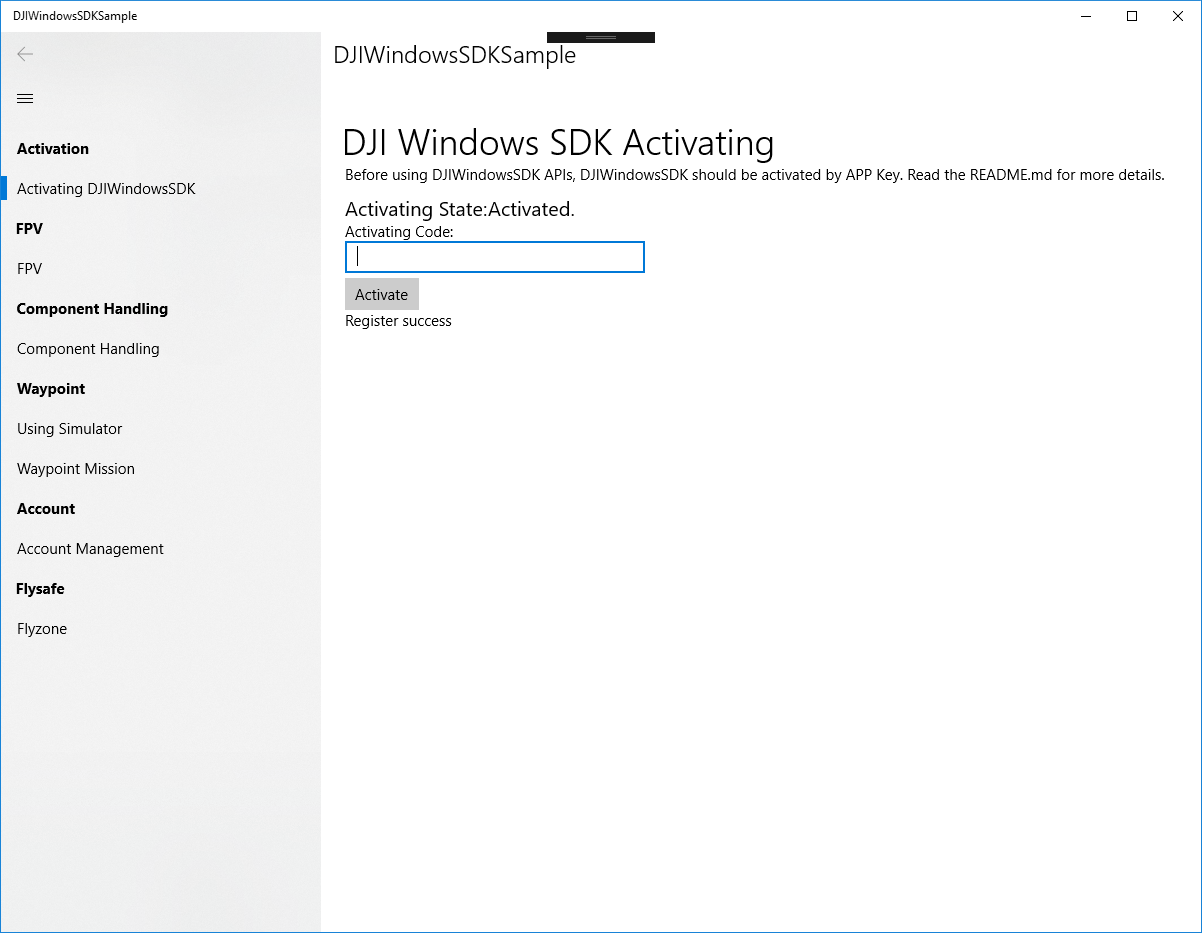 DJIWindowsSDKSample
DJIWindowsSDKSample
Activation
Activating DJIWindowsSDK
FPV
FPV
Component Handling
Component Handling
Waypoint
Using Simulator
Waypoint Mission
Account
Account Management
Flysafe
Flyzone
DJI Windows SDK Activating
Before using DJIWindowsSDK APIs, DJIWindowsSDK should be activated by APP Key. Read the README.md for more details.
Activating State:Activated.
Activating Code:
Activate
Register success